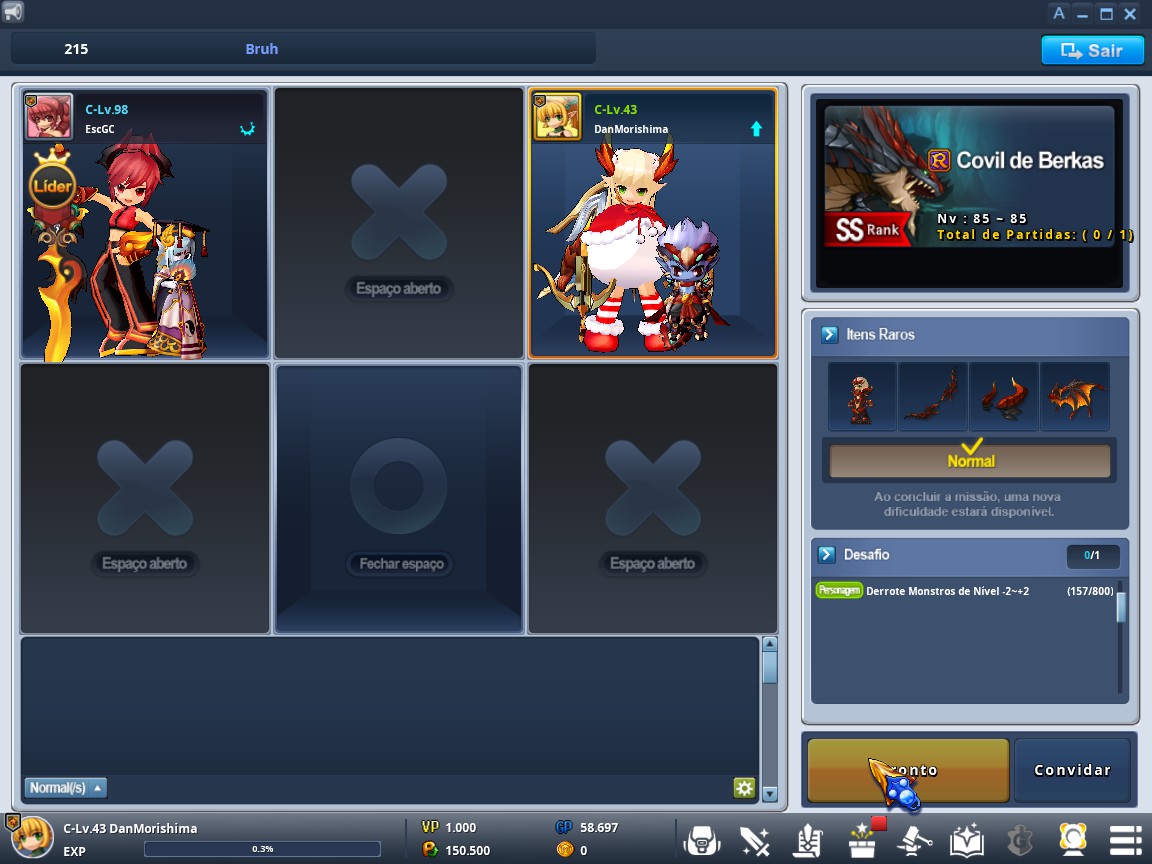 A
215 Bruh
Sair
C-Lv.98
EscGC
Líder
Espaço aberto
C-Lv.43
DanMorishima
Espaço aberto
Fechar espaço
Espaço aberto
Normal(/s)
R Covil de Berkas
SS Rank
Nv : 85 ~ 85
Total de Partidas: ( 0 / 1)
Itens Raros
Normal
Ao concluir a missão, uma nova
dificuldade estará disponível.
Desafio 0/1
Personagem Derrote Monstros de Nível -2~+2 (157/800)
Convidar
C-Lv.43 DanMorishima
EXP 0.3%
VP 1.000 GP 58.697
150.500 0